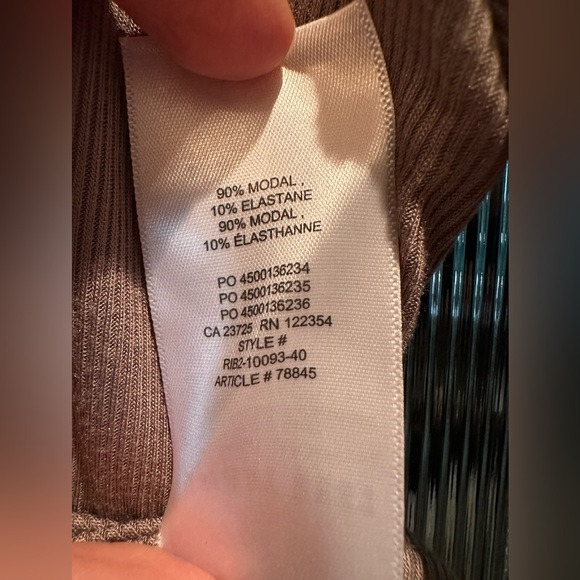 90% MODAL ,
10% ELASTANE
90% MODAL ,
10% ÉLASTHANNE
PO 4500136234
PO 4500136235
PO 4500136236
CA 23725 RN 122354
STYLE #
RIB2-10093-40
ARTICLE # 78845